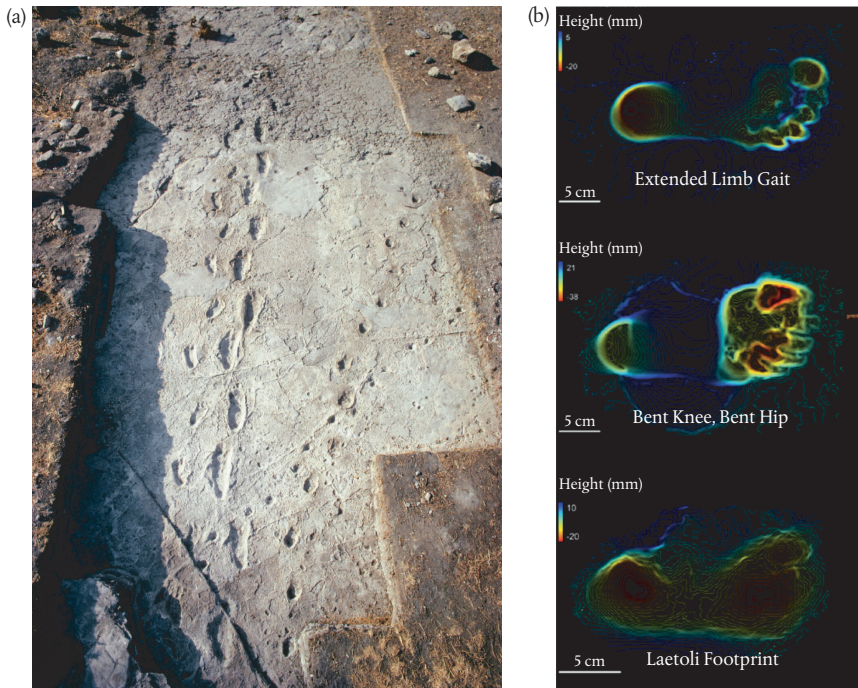 (a)
(b)
Height (mm)
5
-20
5 cm
Extended Limb Gait
Height (mm)
21
-38
5 cm
Bent Knee, Bent Hip
Height (mm)
10
-20
5 cm
Laetoli Footprint